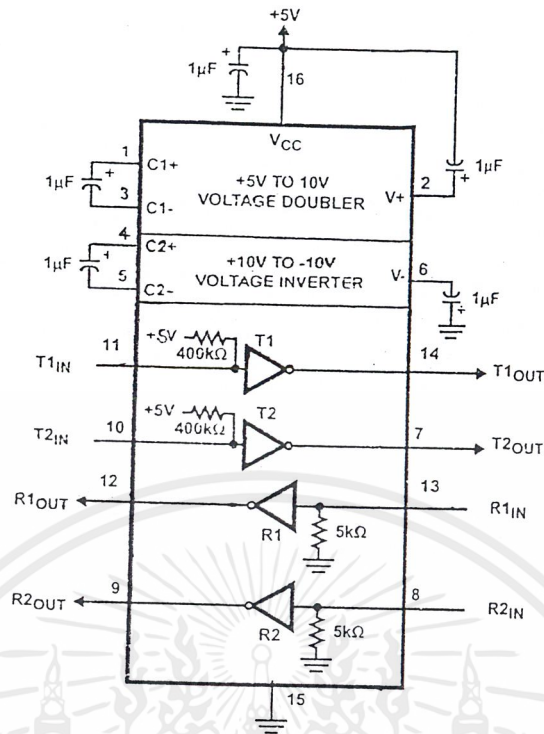 +5V
+
1µF
16
VCC
1
C1+
1µF
+
3
C1-
+5V TO 10V
VOLTAGE DOUBLER
2
V+
1µF
+
4
C2+
1µF
+
5
C2-
+10V TO -10V
VOLTAGE INVERTER
V-
6
1µF
+
+5V
400kΩ
T1
11
T1IN
14
T1OUT
+5V
400kΩ
T2
10
T2IN
7
T2OUT
12
R1OUT
R1
13
R1IN
5kΩ
9
R2OUT
R2
8
R2IN
5kΩ
15